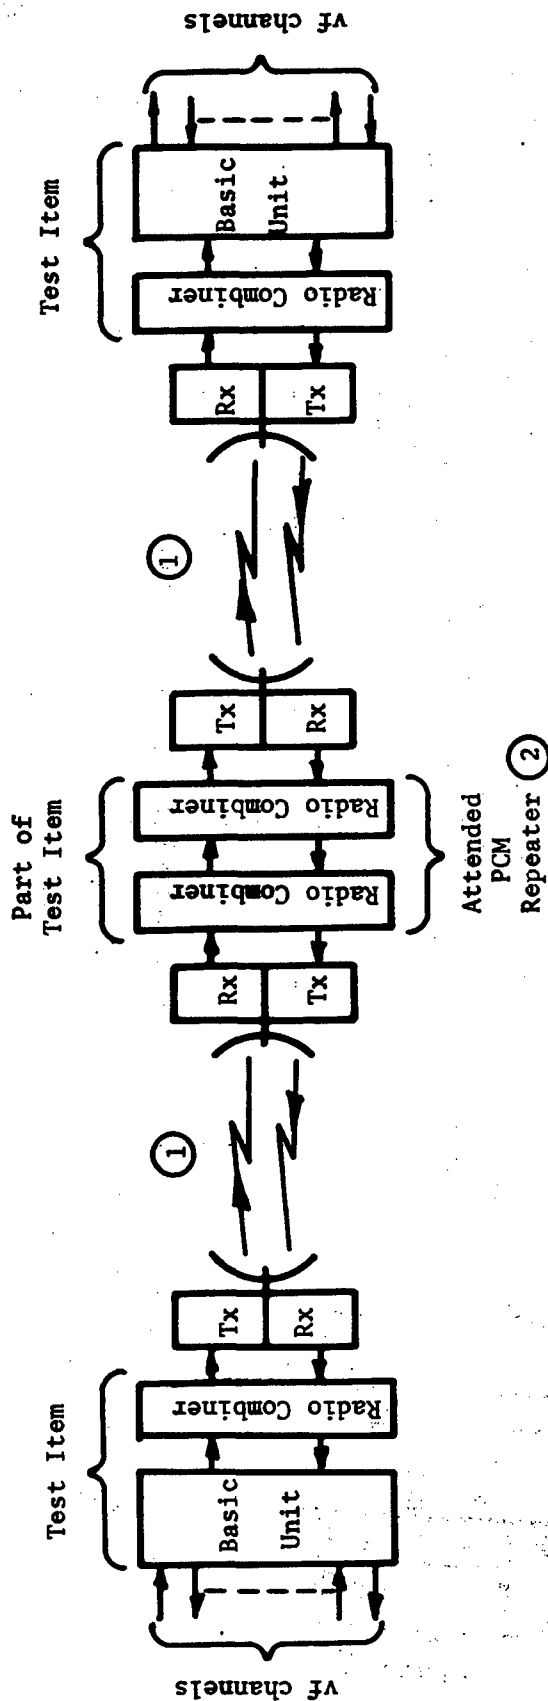 Test Item
Part of
Test Item
Test Item
vf channels
Basic
Unit
Radio Combiner
Tx
Rx
1
Rx
Tx
Radio Combiner
Radio Combiner
Tx
Rx
1
Rx
Tx
Radio Combiner
Basic
Unit
vf channels
Attended
PCM
Repeater 2